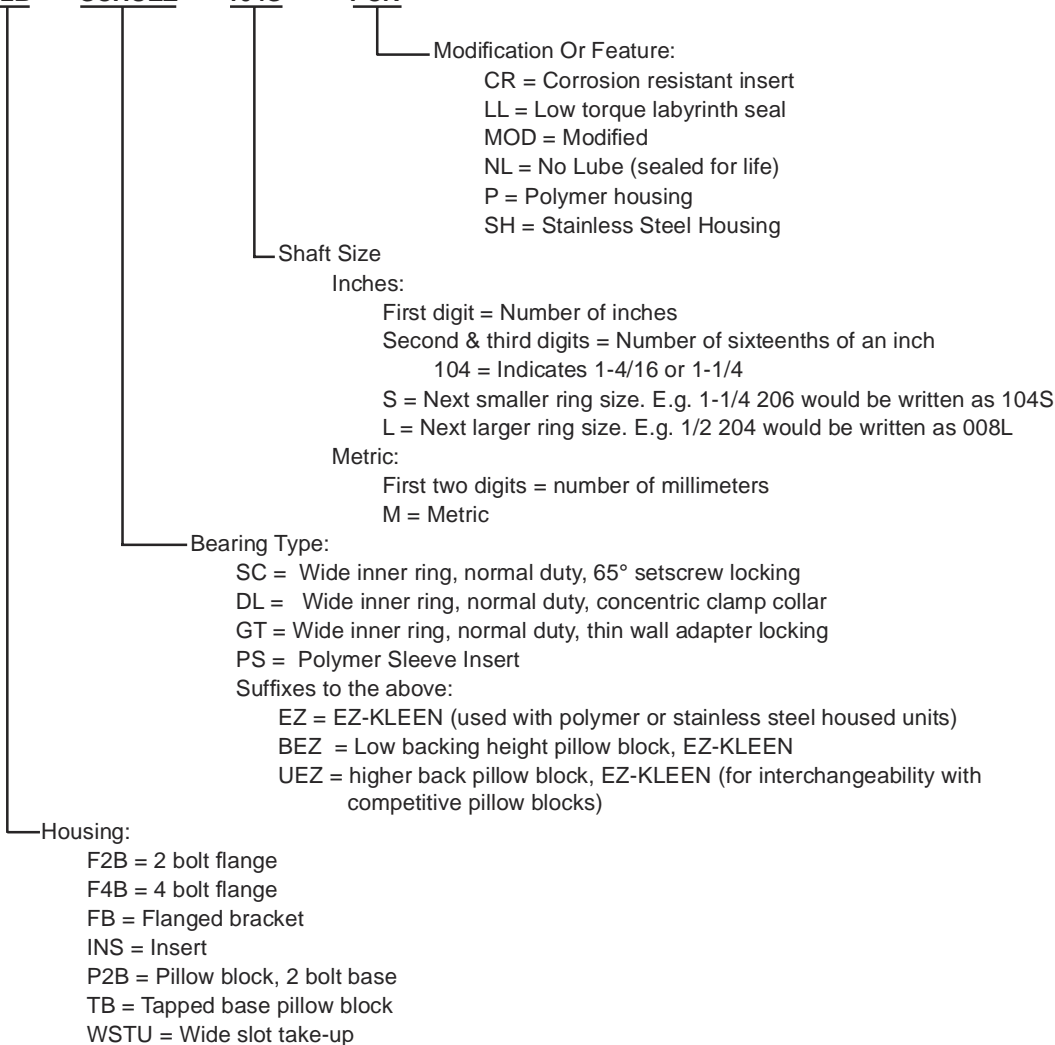 Modification Or Feature:
CR = Corrosion resistant insert
LL = Low torque labyrinth seal
MOD = Modified
NL = No Lube (sealed for life)
P = Polymer housing
SH = Stainless Steel Housing
Shaft Size
Inches:
First digit = Number of inches
Second & third digits = Number of sixteenths of an inch
104 = Indicates 1-4/16 or 1-1/4
S = Next smaller ring size. E.g. 1-1/4 206 would be written as 104S
L = Next larger ring size. E.g. 1/2 204 would be written as 008L
Metric:
First two digits = number of millimeters
M = Metric
Bearing Type:
SC = Wide inner ring, normal duty, 65° setscrew locking
DL = Wide inner ring, normal duty, concentric clamp collar
GT = Wide inner ring, normal duty, thin wall adapter locking
PS = Polymer Sleeve Insert
Suffixes to the above:
EZ = EZ-KLEEN (used with polymer or stainless steel housed units)
BEZ = Low backing height pillow block, EZ-KLEEN
UEZ = higher back pillow block, EZ-KLEEN (for interchangeability with
competitive pillow blocks)
Housing:
F2B = 2 bolt flange
F4B = 4 bolt flange
FB = Flanged bracket
INS = Insert
P2B = Pillow block, 2 bolt base
TB = Tapped base pillow block
WSTU = Wide slot take-up